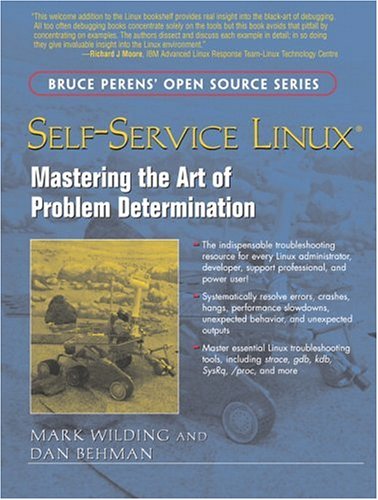 "This welcome addition to the Linux bookshelf provides real insight into the black-art of debugging.
All too often debugging books concentrate solely on the tools but this book avoids that pitfall by
concentrating on examples. The authors dissect and discuss each example in detail; in so doing
they give invaluable insight into the Linux environment."
—Richard J Moore, IBM Advanced Linux Response Team-Linux Technology Centre
BRUCE PERENS' OPEN SOURCE SERIES
SELF-SERVICE LINUX®
Mastering the Art of
Problem Determination
The indispensable troubleshooting
resource for every Linux administrator,
developer, support professional, and
power user!
Systematically resolve errors, crashes,
hangs, performance slowdowns,
unexpected behavior, and unexpected
outputs
Master essential Linux troubleshooting
tools, including strace, gdb, kdb,
SysRq, /proc, and more
MARK WILDING AND
DAN BEHMAN